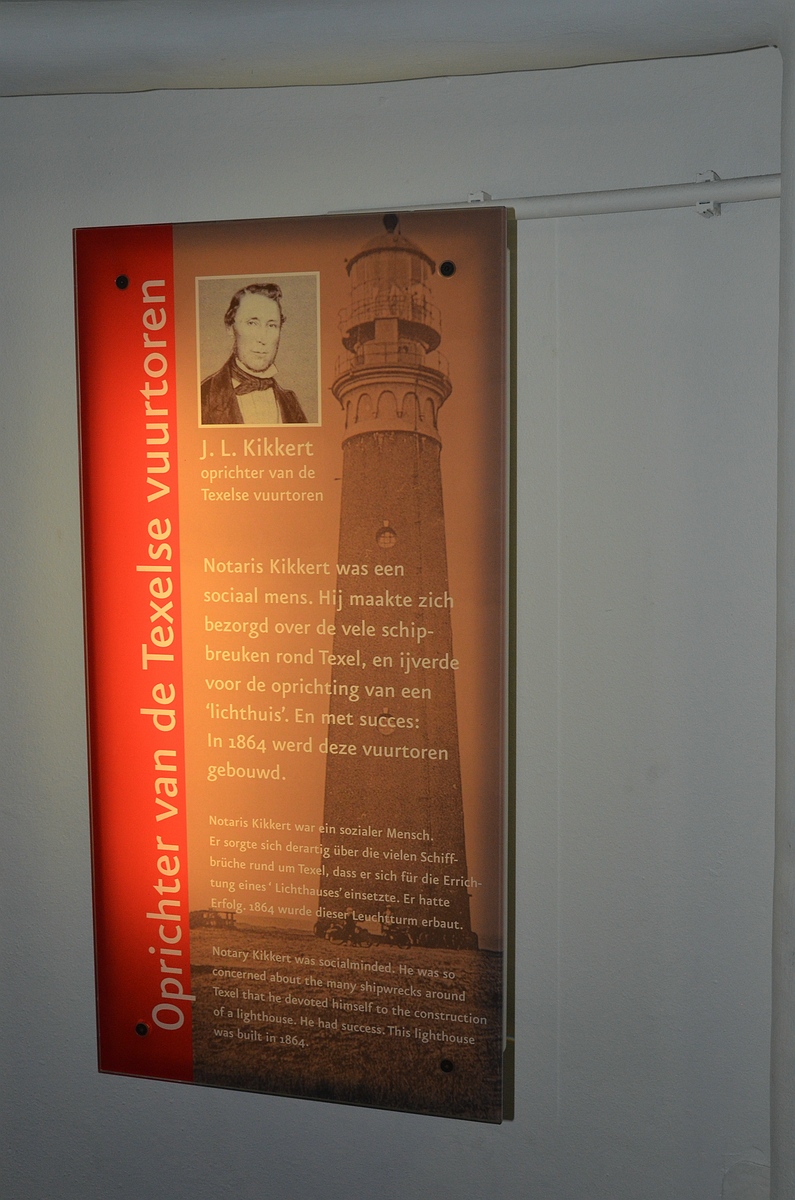 Oprichter van de Texelse vuurtoren
J. L. Kikkert
oprichter van de
Texelse vuurtoren
Notaris Kikkert was een
sociaal mens. Hij maakte zich
bezorgd over de vele schip-
breuken rond Texel, en ijverde
voor de oprichting van een
‘lichthuis’. En met succes:
In 1864 werd deze vuurtoren
gebouwd.
Notaris Kikkert war ein sozialer Mensch.
Er sorgte sich derartig über die vielen Schiff-
brüche rund um Texel, dass er sich für die Errich-
tung eines ‘ Lichthauses’ einsetzte. Er hatte
Erfolg. 1864 wurde dieser Leuchtturm erbaut.
Notary Kikkert was socialminded. He was so
concerned about the many shipwrecks around
Texel that he devoted himself to the construction
of a lighthouse. He had success. This lighthouse
was built in 1864.